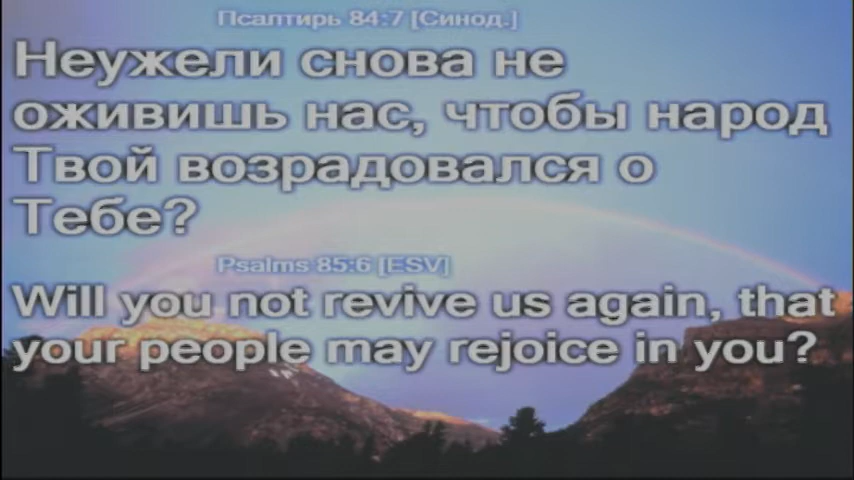 Псалтирь 84:7 [Синод.]
Неужели снова не
оживишь нас, чтобы народ
Твой возрадовался о
Тебе?
Psalms 85:6 [ESV]
Will you not revive us again, that
your people may rejoice in you?